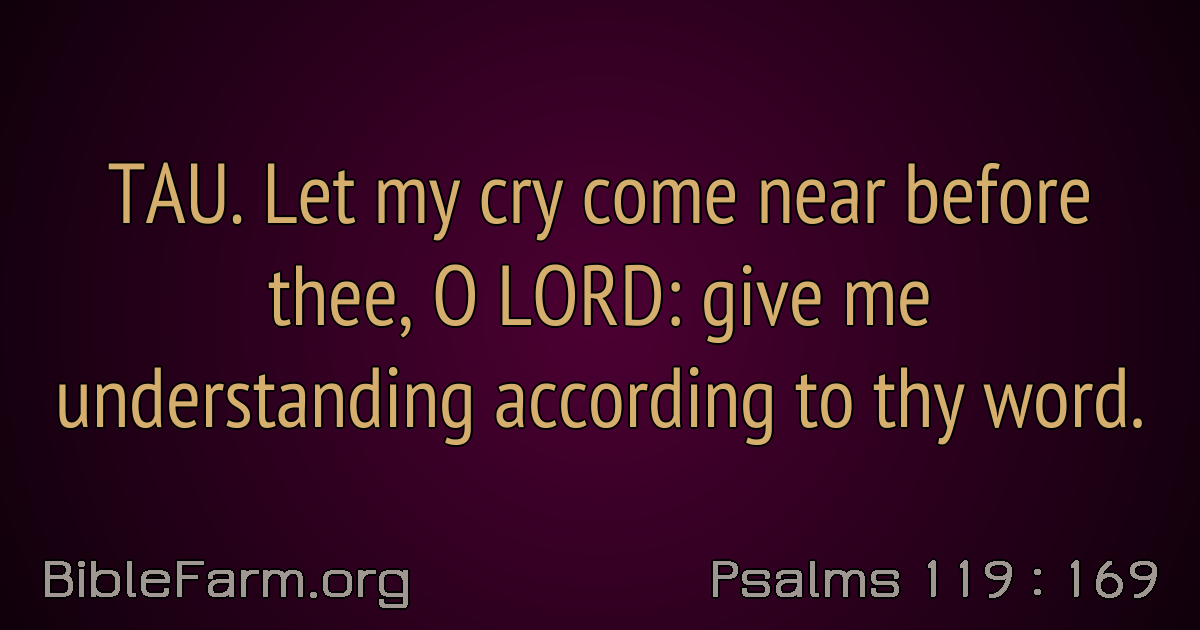 TAU. Let my cry come near before
thee, O LORD: give me
understanding according to thy word.
BibleFarm.org
Psalms 119 : 169